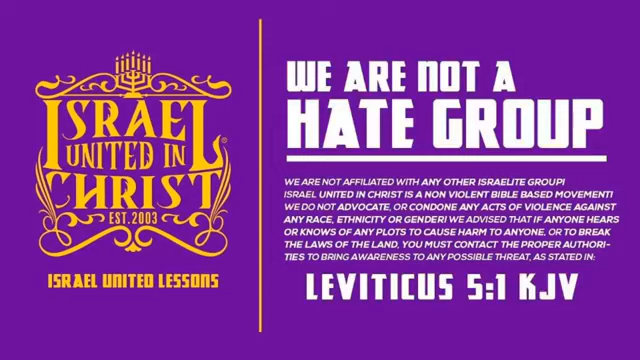 ISRAEL
UNITED IN
CHRIST
EST. 2003
ISRAEL UNITED LESSONS
WE ARE NOT A
HATE GROUP
WE ARE NOT AFFILIATED WITH ANY OTHER ISRAELITE GROUP!
ISRAEL UNITED IN CHRIST IS A NON VIOLENT BIBLE BASED MOVEMENT!
WE DO NOT ADVOCATE, OR CONDONE ANY ACTS OF VIOLENCE AGAINST
ANY RACE, ETHNICITY OR GENDER! WE ADVISED THAT IF ANYONE HEARS
OR KNOWS OF ANY PLOTS TO CAUSE HARM TO ANYONE, OR TO BREAK
THE LAWS OF THE LAND, YOU MUST CONTACT THE PROPER AUTHORI-
TIES TO BRING AWARENESS TO ANY POSSIBLE THREAT, AS STATED IN:
LEVITICUS 5:1 KJV